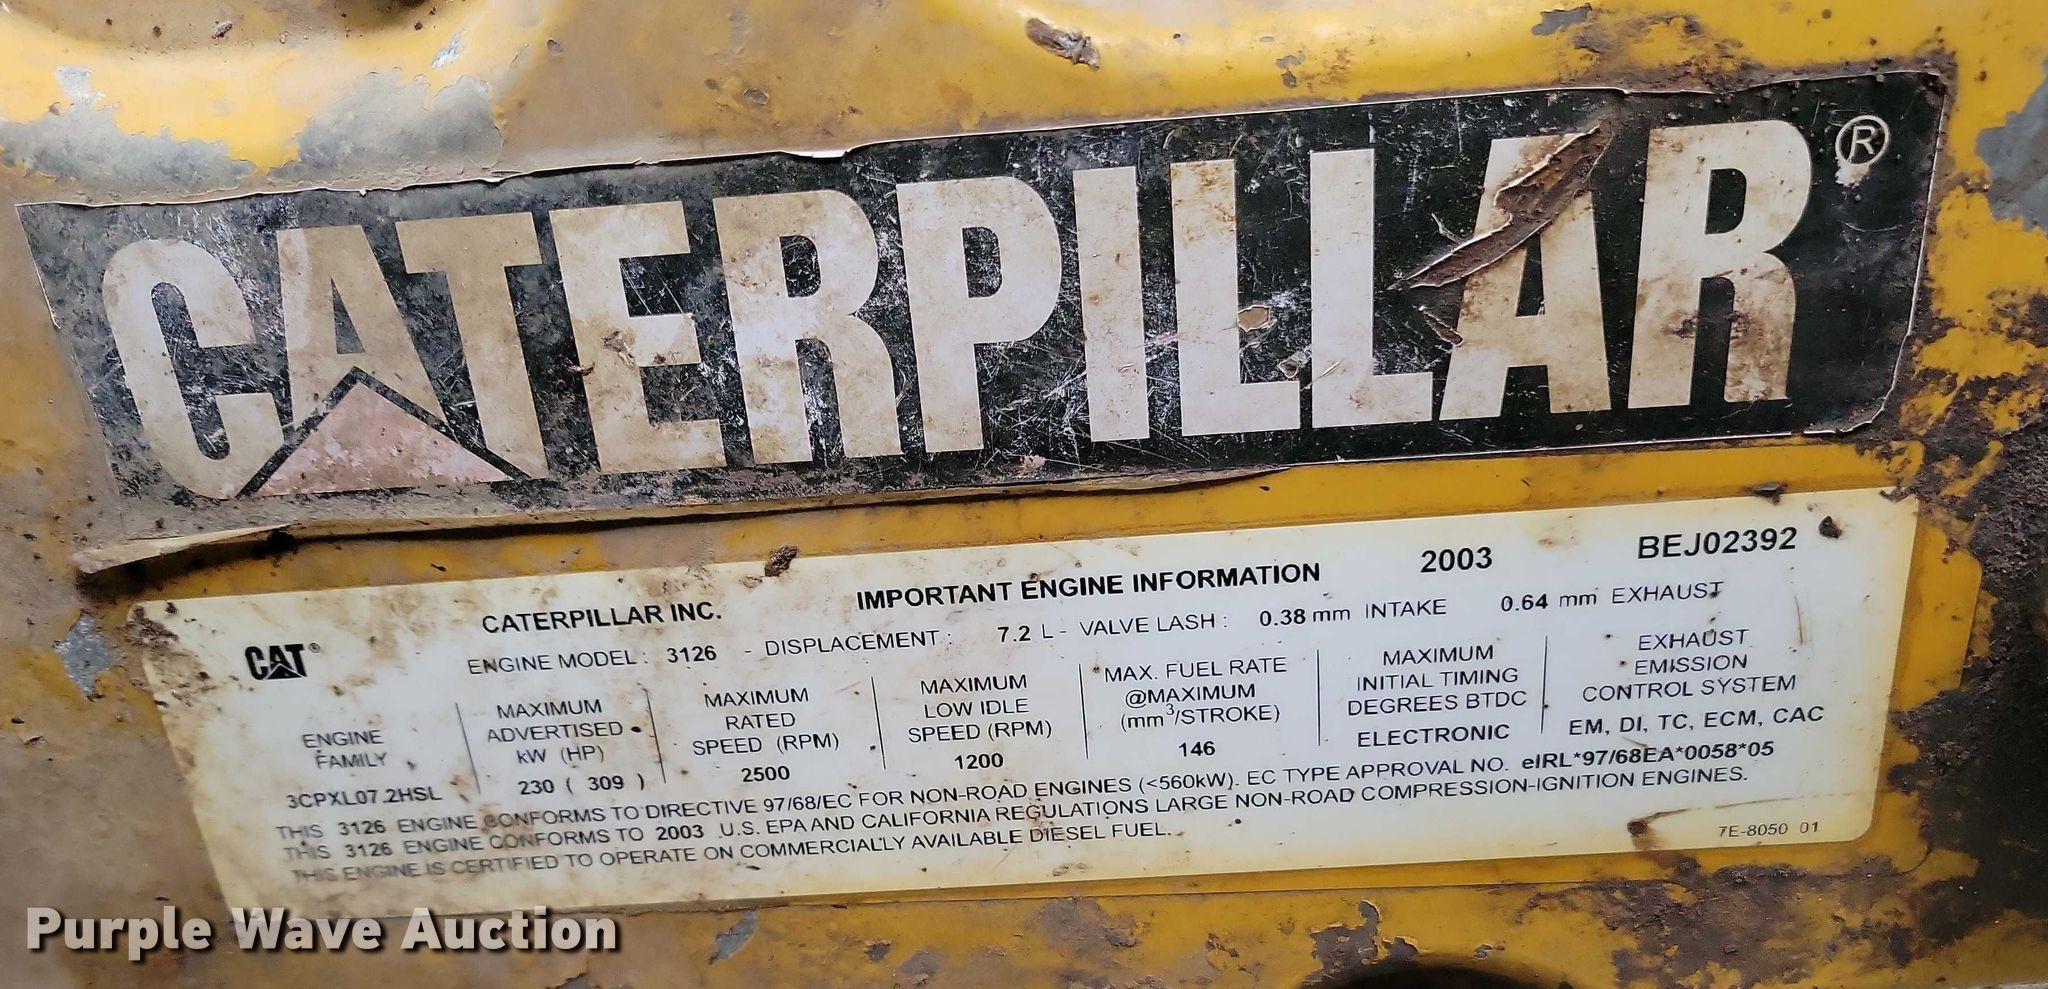 CATERPILLAR®
CAT® CATERPILLAR INC. IMPORTANT ENGINE INFORMATION 2003 BEJ02392
ENGINE MODEL: 3126 - DISPLACEMENT: 7.2 L - VALVE LASH: 0.38 mm INTAKE 0.64 mm EXHAUST
ENGINE FAMILY
3CPXL07.2HSL
MAXIMUM ADVERTISED kW (HP)
230 ( 309 )
MAXIMUM RATED SPEED (RPM)
2500
MAXIMUM LOW IDLE SPEED (RPM)
1200
MAX. FUEL RATE @MAXIMUM (mm³/STROKE)
146
MAXIMUM INITIAL TIMING DEGREES BTDC
ELECTRONIC
EXHAUST EMISSION CONTROL SYSTEM
EM, DI, TC, ECM, CAC
THIS 3126 ENGINE CONFORMS TO DIRECTIVE 97/68/EC FOR NON-ROAD ENGINES (<560kW). EC TYPE APPROVAL NO. eIRL*97/68EA*0058*05
THIS 3126 ENGINE CONFORMS TO 2003 U.S. EPA AND CALIFORNIA REGULATIONS LARGE NON-ROAD COMPRESSION-IGNITION ENGINES.
THIS ENGINE IS CERTIFIED TO OPERATE ON COMMERCIALLY AVAILABLE DIESEL FUEL.
7E-8050 01
Purple Wave Auction